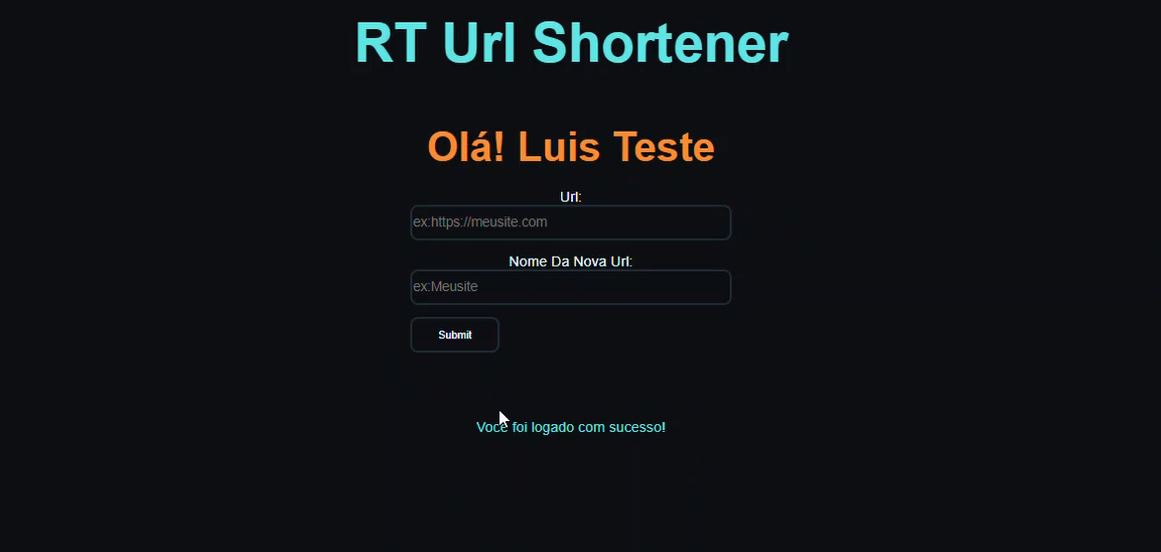 RT Url Shortener
Olá! Luis Teste
Url:
ex:https://meusite.com
Nome Da Nova Url:
ex:Meusite
Submit
Você foi logado com sucesso!